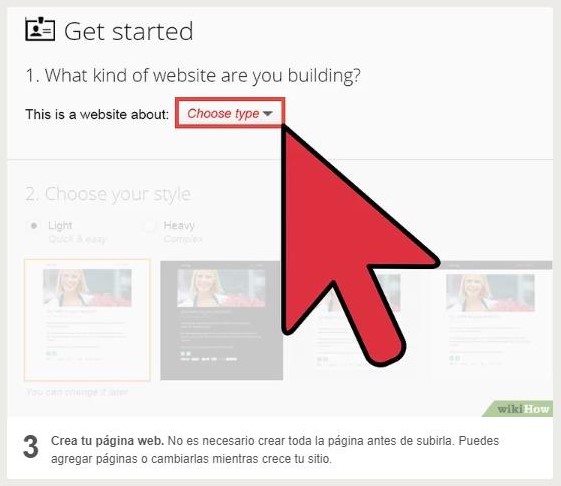 Get started
1. What kind of website are you building?
This is a website about: Choose type
2. Choose your style
Light
Heavy
Quick & easy
Complex
You can change it later
wikiHow
3 Crea tu página web. No es necesario crear toda la página antes de subirla. Puedes
agregar páginas o cambiarlas mientras crece tu sitio.